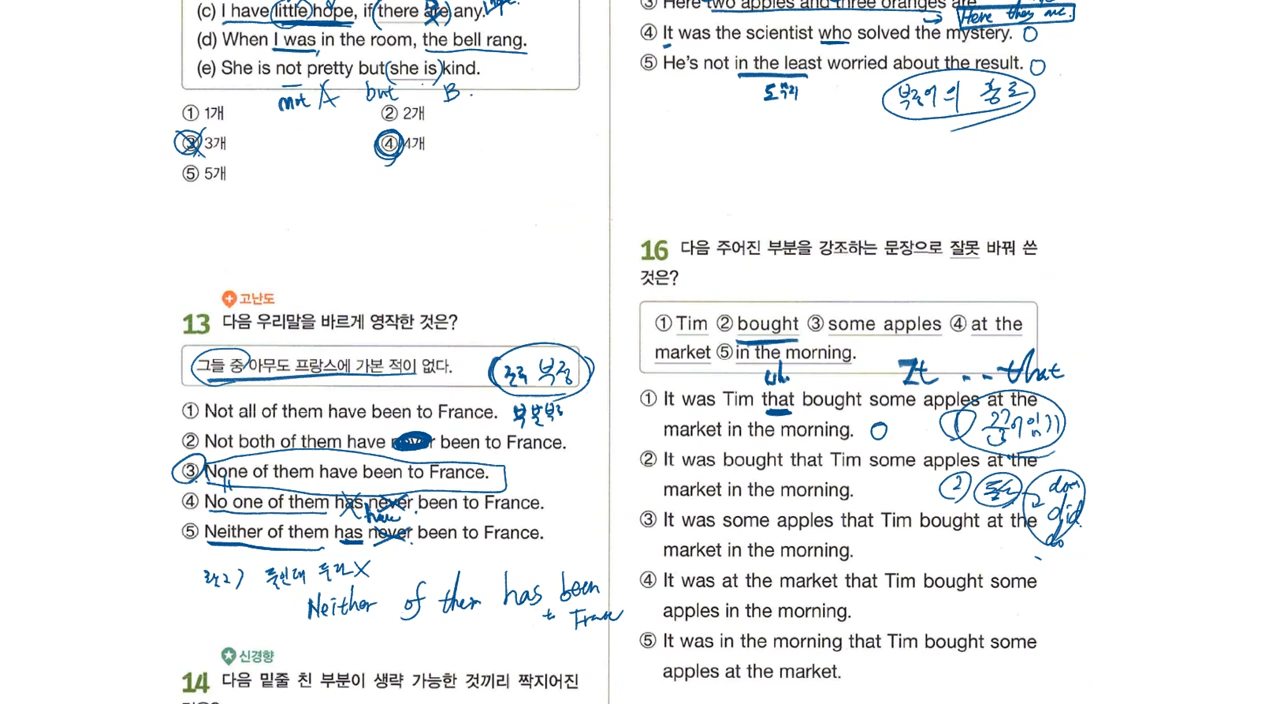 (c) I have little hope, if there are any.
(d) When I was in the room, the bell rang.
(e) She is not pretty but she is kind.
not A but B.
① 1개 ② 2개
③ 3개 ④ 4개
⑤ 5개
고난도
13 다음 우리말을 바르게 영작한 것은?
그들 중 아무도 프랑스에 가본 적이 없다.
부정
① Not all of them have been to France.
② Not both of them have never been to France.
③ None of them have been to France.
④ No one of them has never been to France.
have
⑤ Neither of them has never been to France.
Neither of them has been
to France
신경향
14 다음 밑줄 친 부분이 생략 가능한 것끼리 짝지어진
③ Here two apples and three oranges are.
Here they are.
④ It was the scientist who solved the mystery. O
⑤ He's not in the least worried about the result. O
16 다음 주어진 부분을 강조하는 문장으로 잘못 바꿔 쓴
것은?
① Tim ② bought ③ some apples ④ at the
market ⑤ in the morning.
It ... that
① It was Tim that bought some apples at the
market in the morning. O
② It was bought that Tim some apples at the
market in the morning.
③ It was some apples that Tim bought at the
market in the morning.
④ It was at the market that Tim bought some
apples in the morning.
⑤ It was in the morning that Tim bought some
apples at the market.
does
did
do